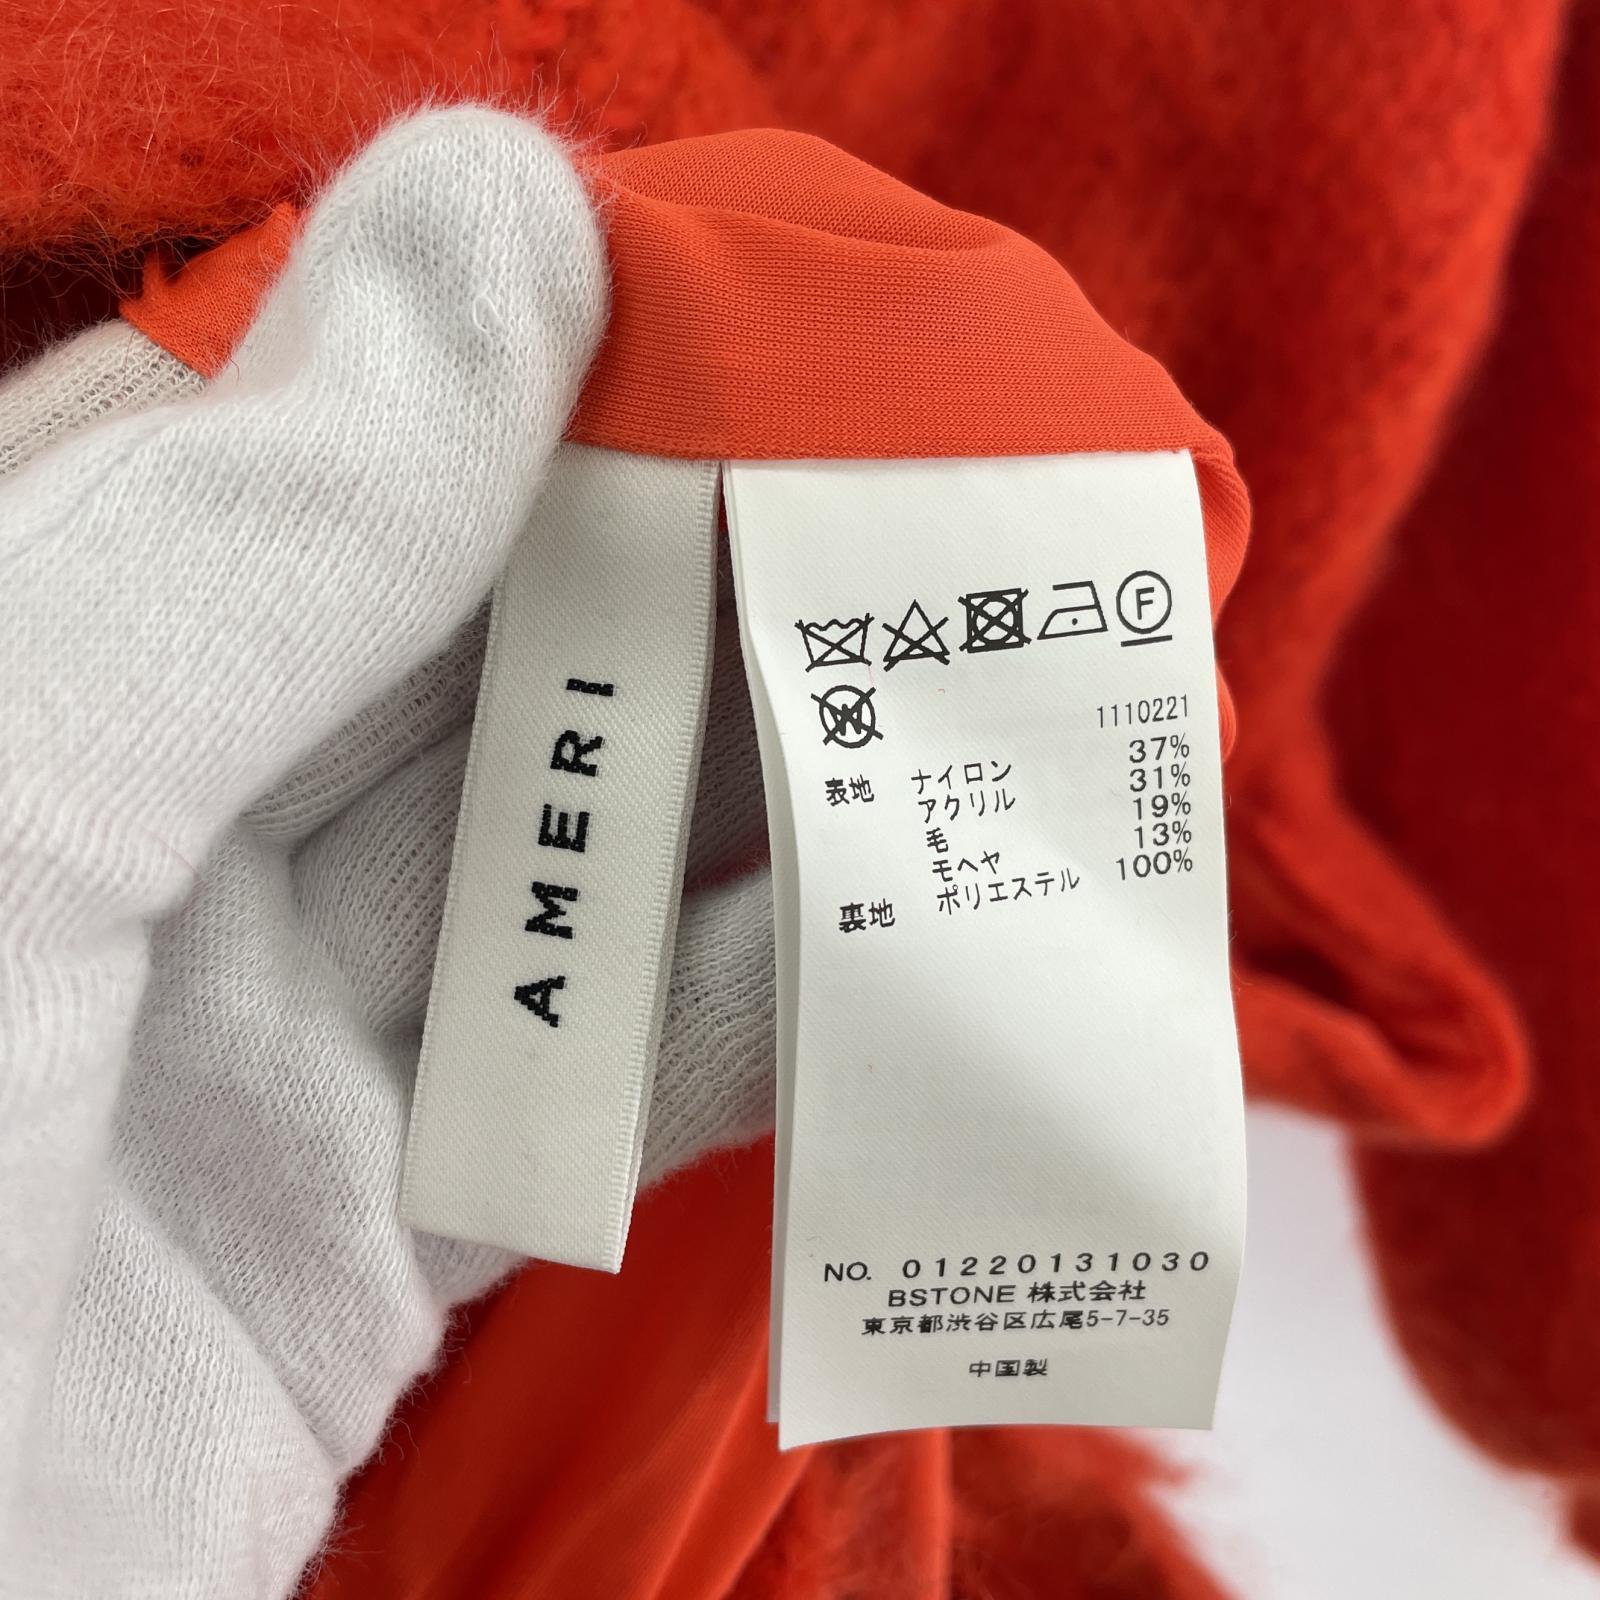 AMERI
F
W
1110221
表地 ナイロン 37%
アクリル 31%
毛 19%
モヘヤ 13%
裏地 ポリエステル 100%
NO. 01220131030
BSTONE 株式会社
東京都渋谷区広尾5-7-35
中国製